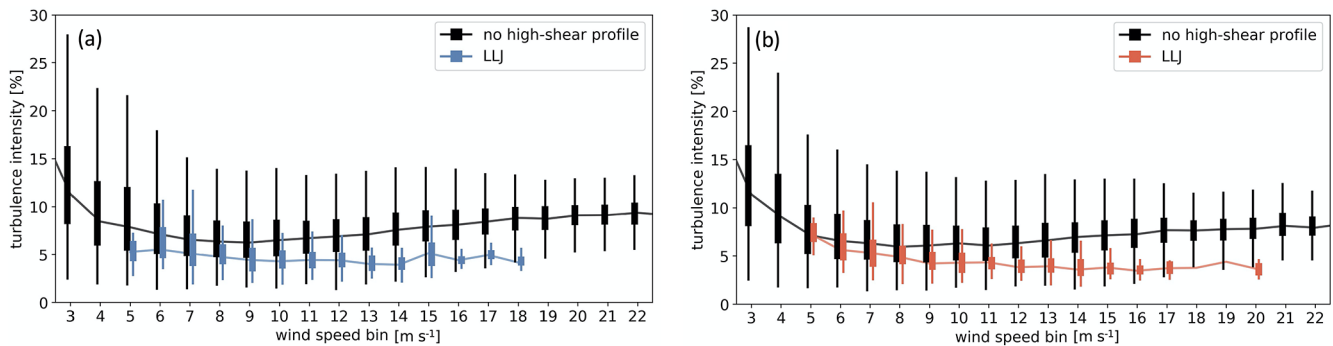 (a)
no high-shear profile
LLJ
turbulence intensity [%]
30
25
20
15
10
5
0
3 4 5 6 7 8 9 10 11 12 13 14 15 16 17 18 19 20 21 22
wind speed bin [m s⁻¹]
(b)
no high-shear profile
LLJ
turbulence intensity [%]
30
25
20
15
10
5
0
3 4 5 6 7 8 9 10 11 12 13 14 15 16 17 18 19 20 21 22
wind speed bin [m s⁻¹]